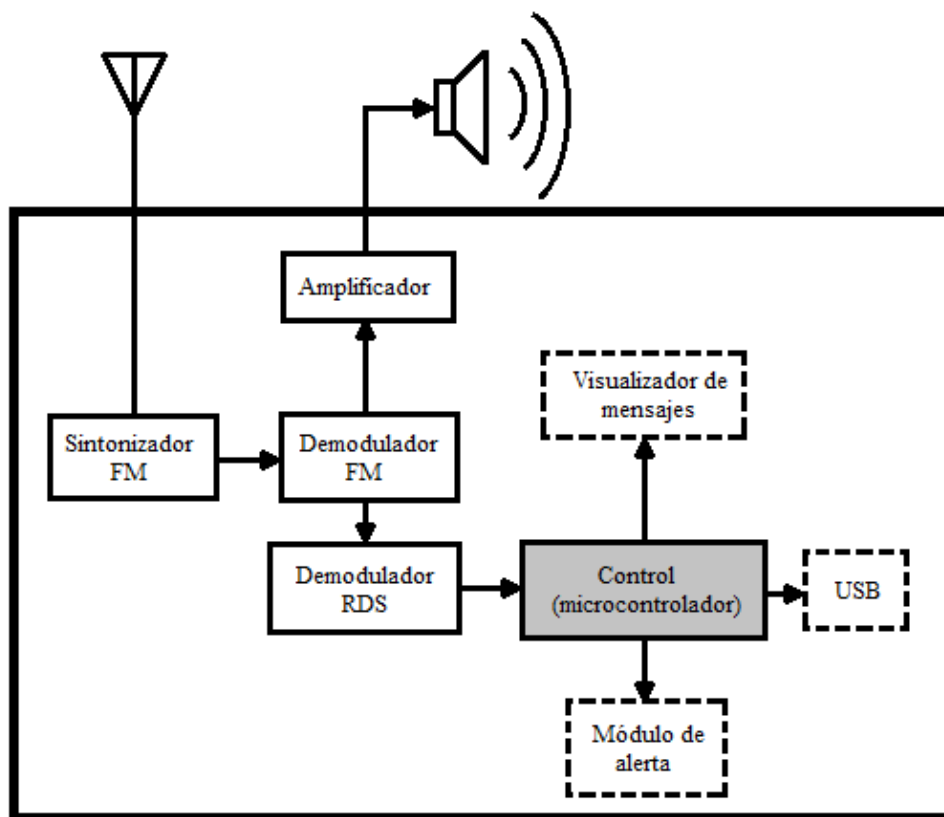 Amplificador
Visualizador de
mensajes
Sintonizador
FM
Demodulador
FM
Demodulador
RDS
Control
(microcontrolador)
USB
Módulo de
alerta